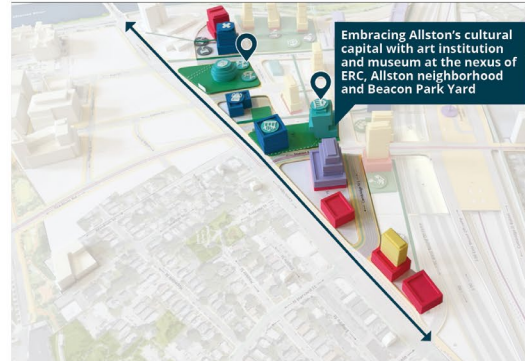 Embracing Allston's cultural
capital with art institution
and museum at the nexus of
ERC, Allston neighborhood
and Beacon Park Yard